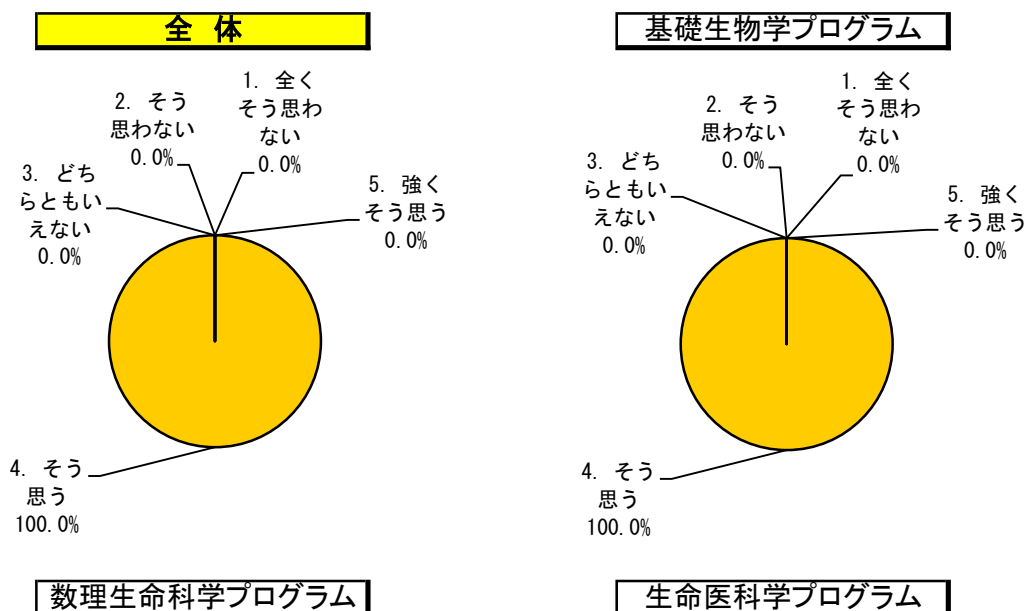 全 体
1. 全く
そう思わ
ない
0.0%
2. そう
思わない
0.0%
3. どち
らともい
えない
0.0%
5. 強く
そう思う
0.0%
4. そう
思う
100.0%
基礎生物学プログラム
1. 全く
そう思わ
ない
0.0%
2. そう
思わない
0.0%
3. どち
らともい
えない
0.0%
5. 強く
そう思う
0.0%
4. そう
思う
100.0%
数理生命科学プログラム
生命医科学プログラム